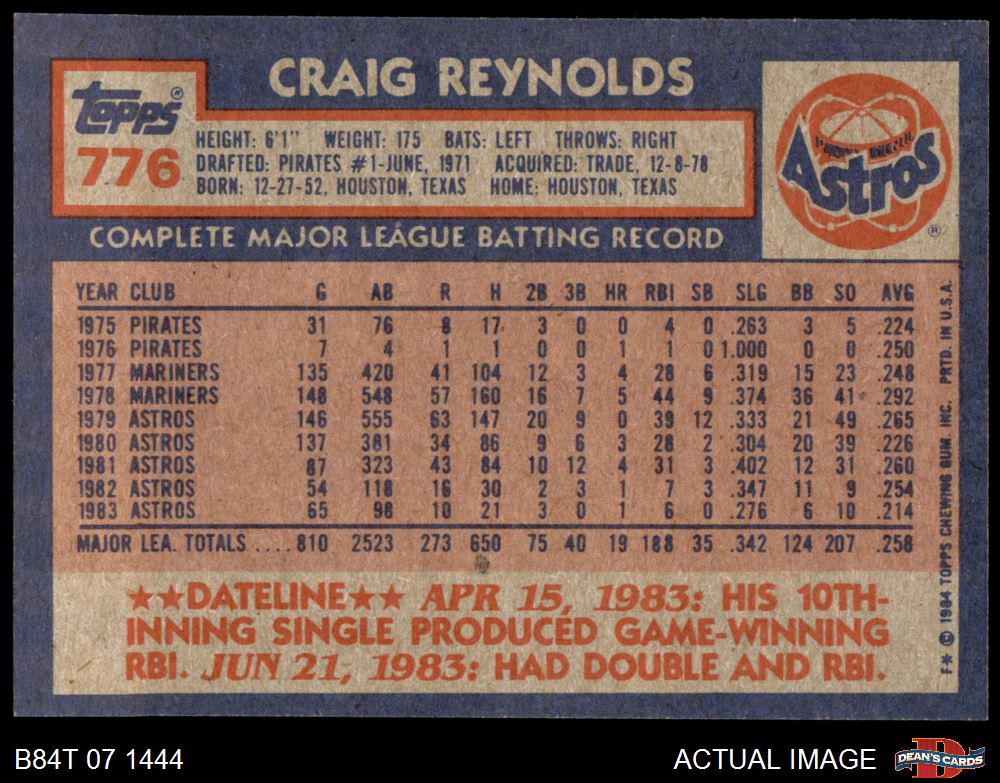 CRAIG REYNOLDS
topps®
776
HEIGHT: 6'1" WEIGHT: 175 BATS: LEFT THROWS: RIGHT
DRAFTED: PIRATES #1-JUNE, 1971 ACQUIRED: TRADE, 12-8-78
BORN: 12-27-52, HOUSTON, TEXAS HOME: HOUSTON, TEXAS
Astros
®
COMPLETE MAJOR LEAGUE BATTING RECORD
YEAR CLUB G AB R H 2B 3B HR RBI SB SLG BB SO AVG
1975 PIRATES 31 76 8 17 3 0 0 4 0 .263 3 5 .224
1976 PIRATES 7 4 1 1 0 0 1 1 0 1.000 0 0 .250
1977 MARINERS 135 420 41 104 12 3 4 28 6 .319 15 23 .248
1978 MARINERS 148 548 57 160 16 7 5 44 9 .374 36 41 .292
1979 ASTROS 146 555 63 147 20 9 0 39 12 .333 21 49 .265
1980 ASTROS 137 381 34 86 9 6 3 28 2 .304 20 39 .226
1981 ASTROS 87 323 43 84 10 12 4 31 3 .402 12 31 .260
1982 ASTROS 54 118 16 30 2 3 1 7 3 .347 11 9 .254
1983 ASTROS 65 98 10 21 3 0 1 6 0 .276 6 10 .214
MAJOR LEA. TOTALS ....810 2523 273 650 75 40 19 188 35 .342 124 207 .258
★★DATELINE★★ APR 15, 1983: HIS 10TH-
INNING SINGLE PRODUCED GAME-WINNING
RBI. JUN 21, 1983: HAD DOUBLE AND RBI.
F* © 1984 TOPPS CHEWING GUM, INC. PRTD. IN U.S.A.
B84T 07 1444
ACTUAL IMAGE
DEAN'S CARDS